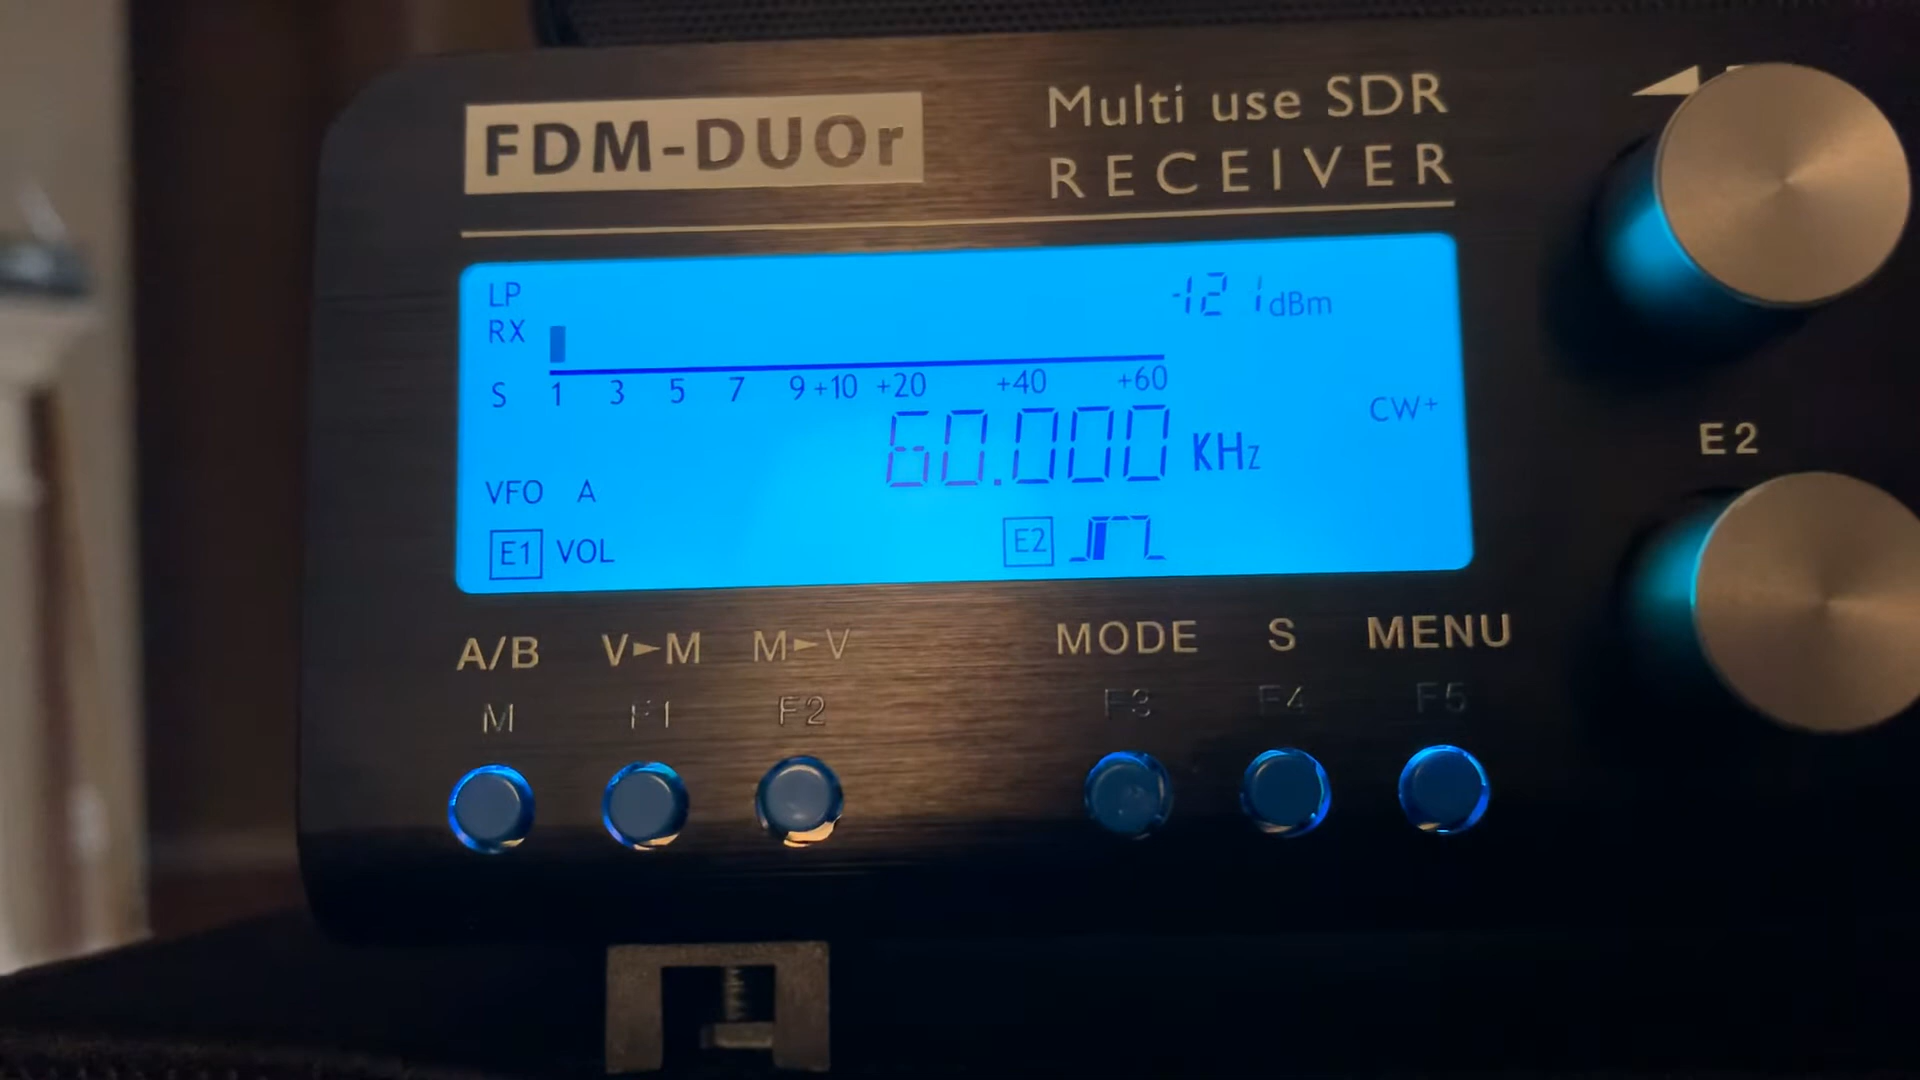 FDM-DUOr
Multi use SDR
RECEIVER
LP
-121 dBm
RX
S 1 3 5 7 9 +10 +20 +40 +60
CW+
60.000 KHz
VFO A
E1 VOL
E2
E2
A/B V►M M►V MODE S MENU
M F1 F2 F3 F4 F5